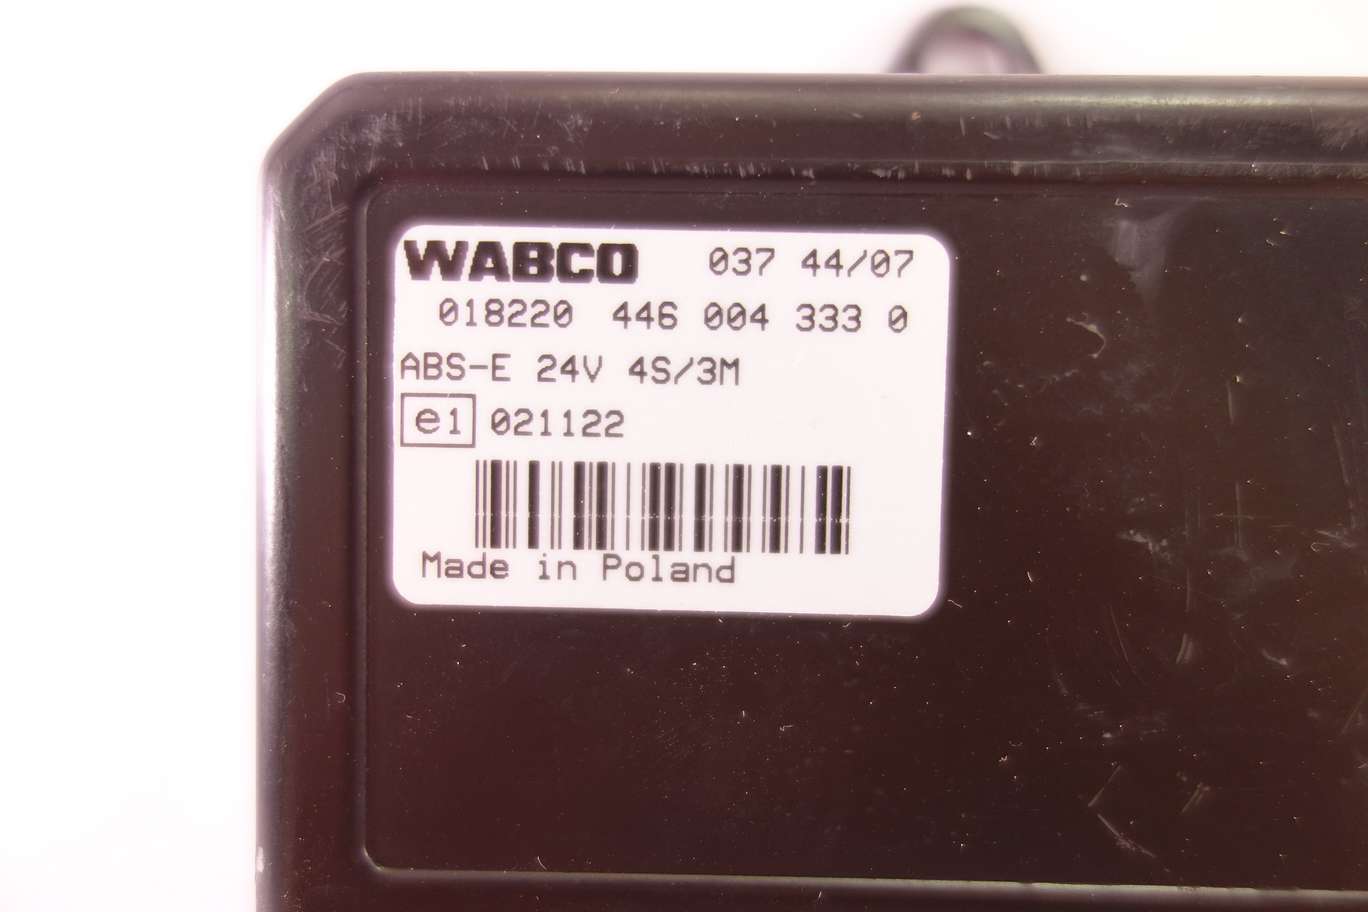 WABCO 037 44/07
018220 446 004 333 0
ABS-E 24V 4S/3M
e1 021122
Made in Poland